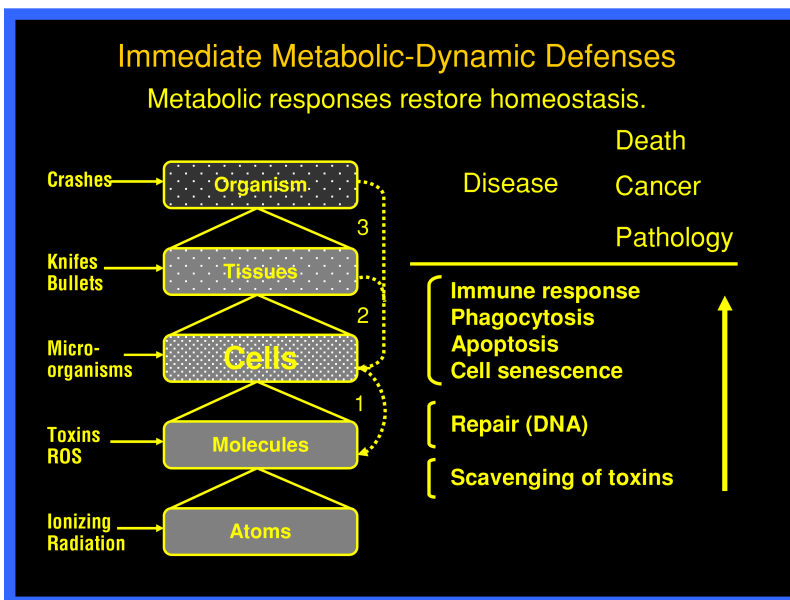 Immediate Metabolic-Dynamic Defenses
Metabolic responses restore homeostasis.
Crashes
Organism
3
Knifes
Bullets
Tissues
2
Micro-
organisms
Cells
1
Toxins
ROS
Molecules
Ionizing
Radiation
Atoms
Death
Disease
Cancer
Pathology
Immune response
Phagocytosis
Apoptosis
Cell senescence
Repair (DNA)
Scavenging of toxins